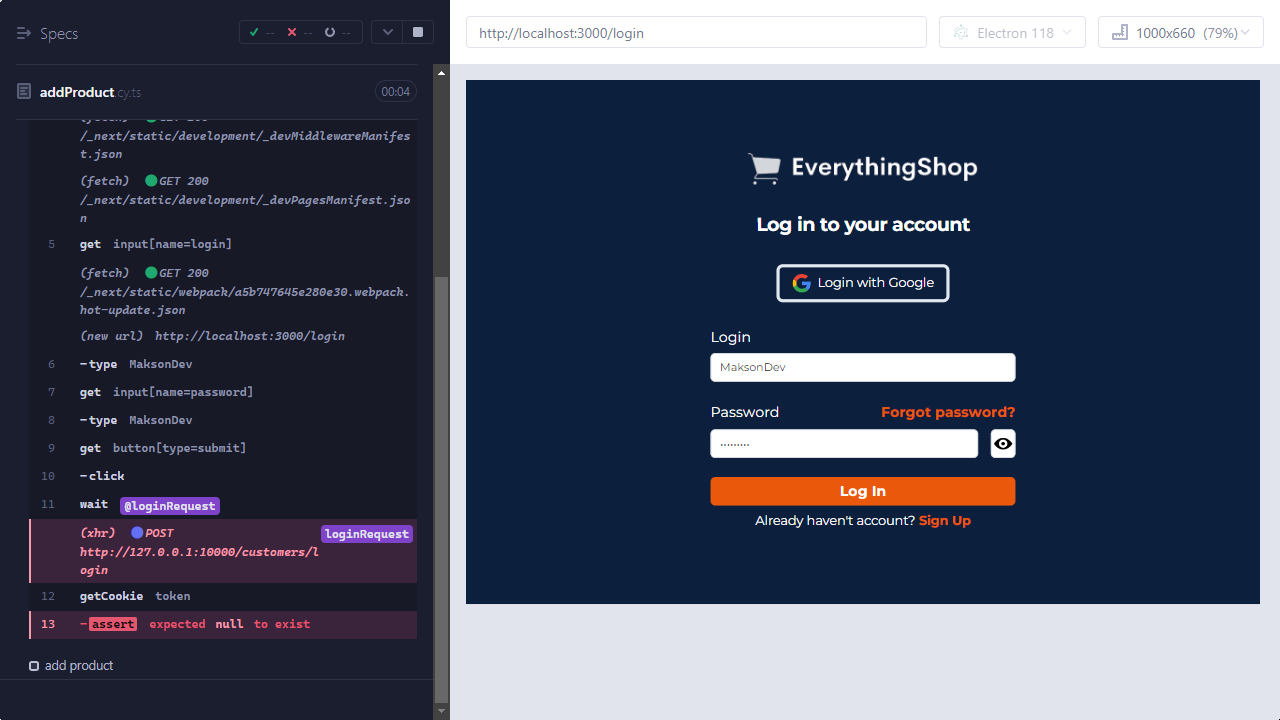 Specs
-- -- --
addProduct.cy.ts
00:04
/_next/static/development/_devMiddlewareManifes
t.json
(fetch) GET 200
/_next/static/development/_devPagesManifest.jso
n
5 get input[name=login]
(fetch) GET 200
/_next/static/webpack/a5b747645e280e30.webpack.
hot-update.json
(new url) http://localhost:3000/login
6 -type MaksonDev
7 get input[name=password]
8 -type MaksonDev
9 get button[type=submit]
10 -click
11 wait @loginRequest
(xhr) POST loginRequest
http://127.0.0.1:10000/customers/l
ogin
12 getCookie token
13 -assert expected null to exist
add product
http://localhost:3000/login
Electron 118
1000x660 (79%)
EverythingShop
Log in to your account
Login with Google
Login
MaksonDev
Password Forgot password?
Log In
Already haven't account? Sign Up